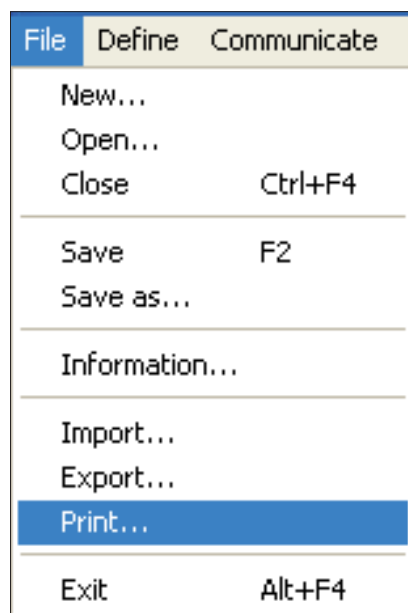 File Define Communicate
New...
Open...
Close Ctrl+F4
Save F2
Save as...
Information...
Import...
Export...
Print...
Exit Alt+F4